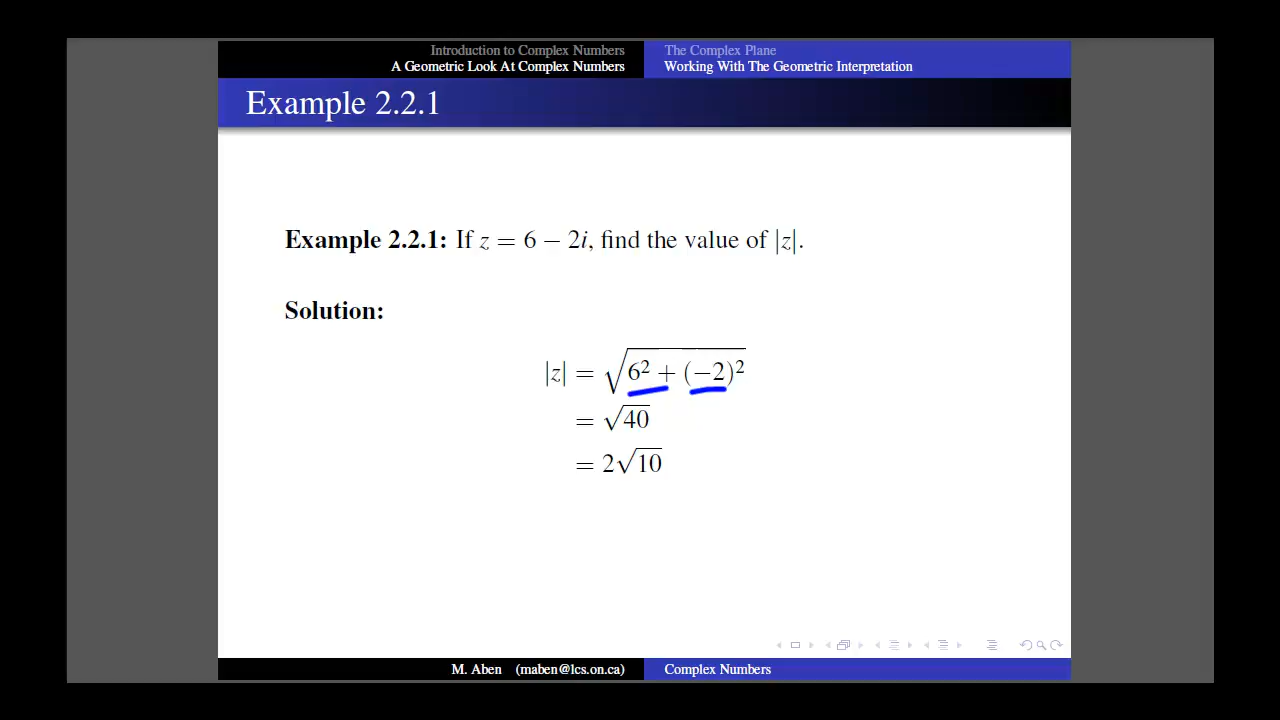 Introduction to Complex Numbers
A Geometric Look At Complex Numbers
The Complex Plane
Working With The Geometric Interpretation
Example 2.2.1
Example 2.2.1: If z = 6 − 2i, find the value of |z|.
Solution:
|z| = √(6² + (−2)²)
= √40
= 2√10
M. Aben (maben@lcs.on.ca)
Complex Numbers